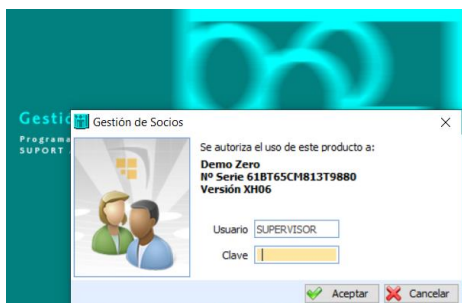 Gestió
Programa
SUPORT
Gestión de Socios
Se autoriza el uso de este producto a:
Demo Zero
Nº Serie 61BT65CM813T9880
Versión XH06
Usuario SUPERVISOR
Clave
Aceptar Cancelar